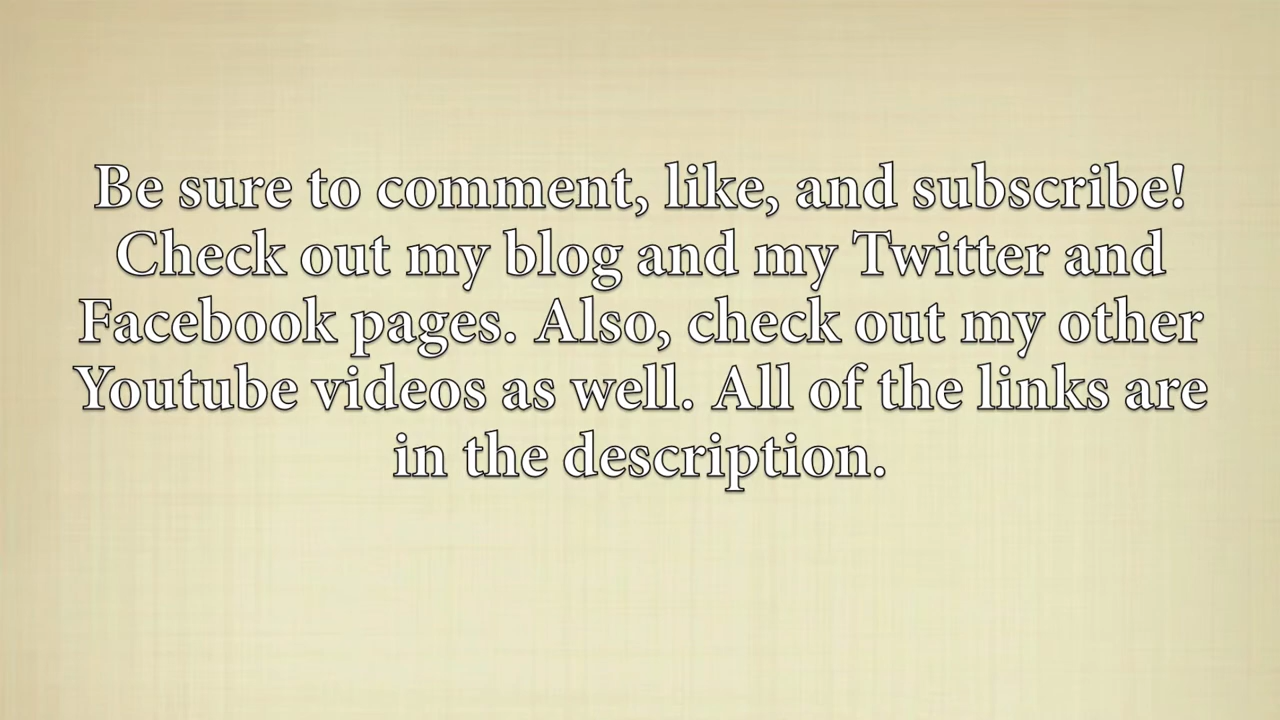 Be sure to comment, like, and subscribe!
Check out my blog and my Twitter and
Facebook pages. Also, check out my other
Youtube videos as well. All of the links are
in the description.